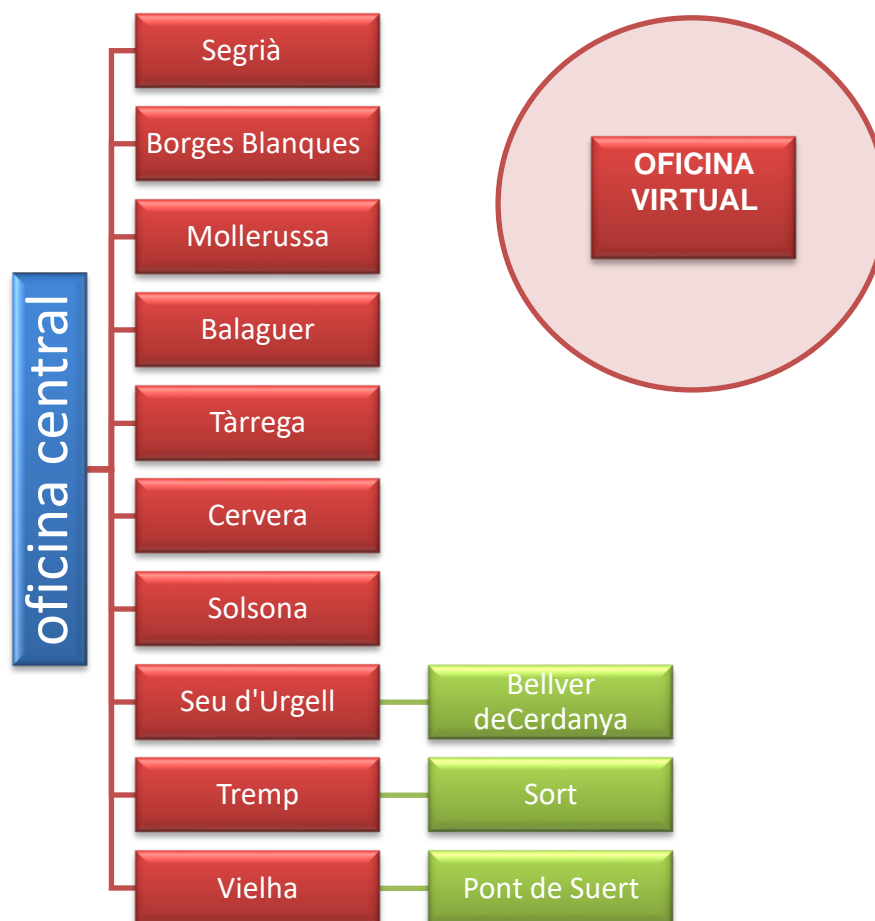 oficina central
Segrià
Borges Blanques
Mollerussa
Balaguer
Tàrrega
Cervera
Solsona
Seu d'Urgell
Tremp
Vielha
Bellver
deCerdanya
Sort
Pont de Suert
OFICINA
VIRTUAL